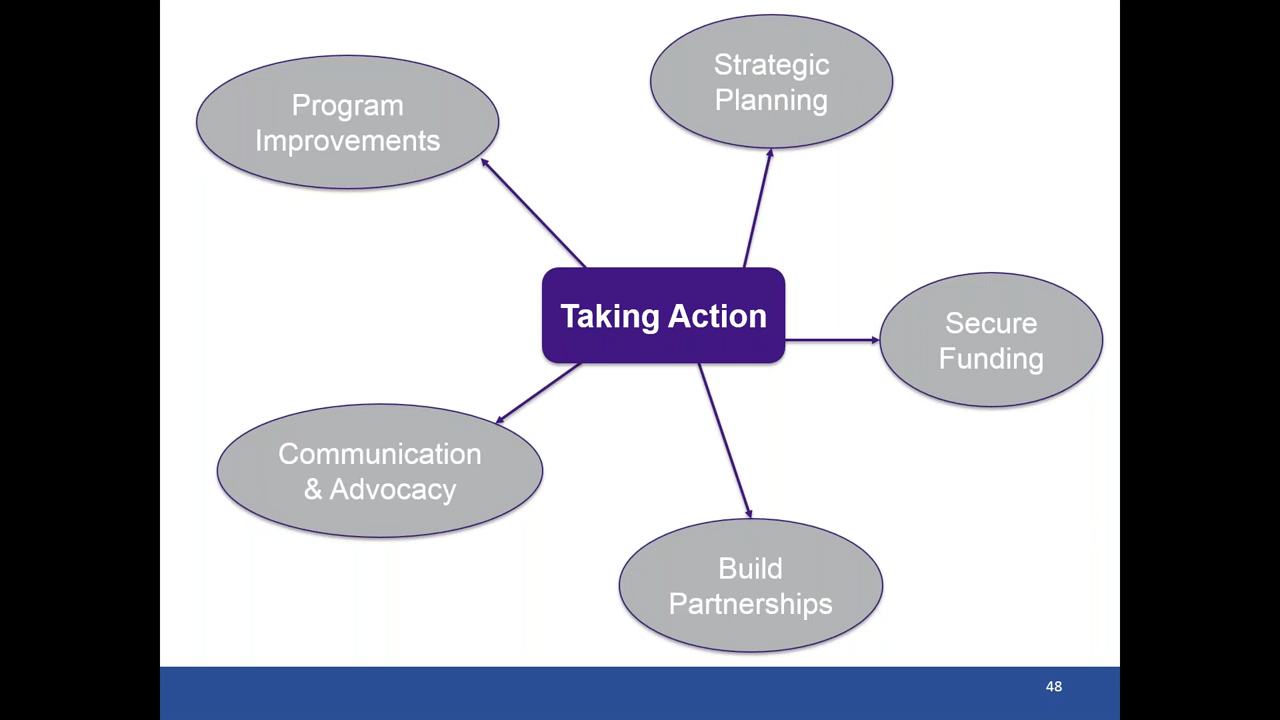 Strategic
Planning
Program
Improvements
Taking Action
Secure
Funding
Communication
& Advocacy
Build
Partnerships
48